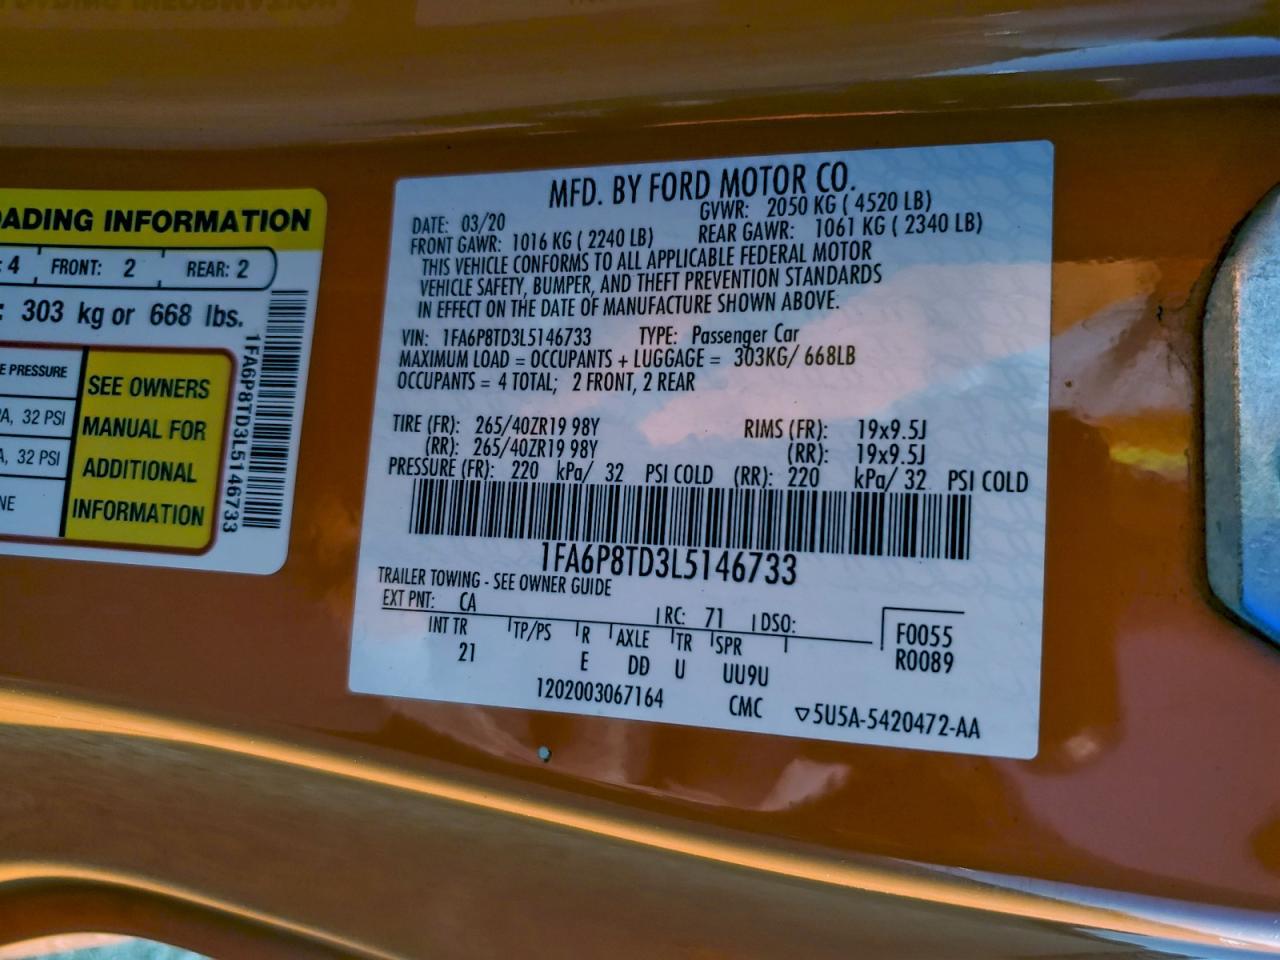 ADING INFORMATION
: 4 FRONT: 2 REAR: 2
: 303 kg or 668 lbs.
E PRESSURE
A, 32 PSI
A, 32 PSI
NE
SEE OWNERS
MANUAL FOR
ADDITIONAL
INFORMATION
1FA6P8TD3L5146733
MFD. BY FORD MOTOR CO.
DATE: 03/20 GVWR: 2050 KG ( 4520 LB)
FRONT GAWR: 1016 KG ( 2240 LB) REAR GAWR: 1061 KG ( 2340 LB)
THIS VEHICLE CONFORMS TO ALL APPLICABLE FEDERAL MOTOR
VEHICLE SAFETY, BUMPER, AND THEFT PREVENTION STANDARDS
IN EFFECT ON THE DATE OF MANUFACTURE SHOWN ABOVE.
VIN: 1FA6P8TD3L5146733 TYPE: Passenger Car
MAXIMUM LOAD = OCCUPANTS + LUGGAGE = 303KG/ 668LB
OCCUPANTS = 4 TOTAL; 2 FRONT, 2 REAR
TIRE (FR): 265/40ZR19 98Y RIMS (FR): 19x9.5J
(RR): 265/40ZR19 98Y (RR): 19x9.5J
PRESSURE (FR): 220 kPa/ 32 PSI COLD (RR): 220 kPa/ 32 PSI COLD
1FA6P8TD3L5146733
TRAILER TOWING - SEE OWNER GUIDE
EXT PNT: CA RC: 71 DSO:
INT TR TP/PS R AXLE TR SPR F0055
21 E DD U UU9U R0089
1202003067164 CMC ▽5U5A-5420472-AA